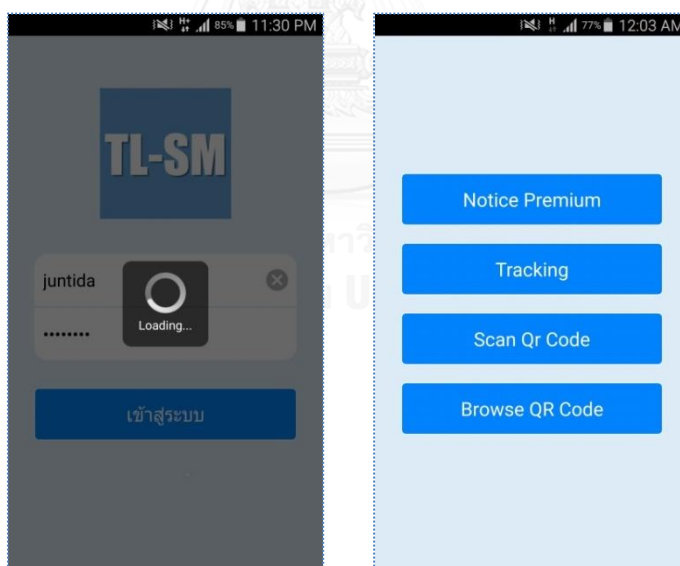 85% 11:30 PM
TL-SM
juntida
••••••••
Loading...
เข้าสู่ระบบ
77% 12:03 AM
Notice Premium
Tracking
Scan Qr Code
Browse QR Code